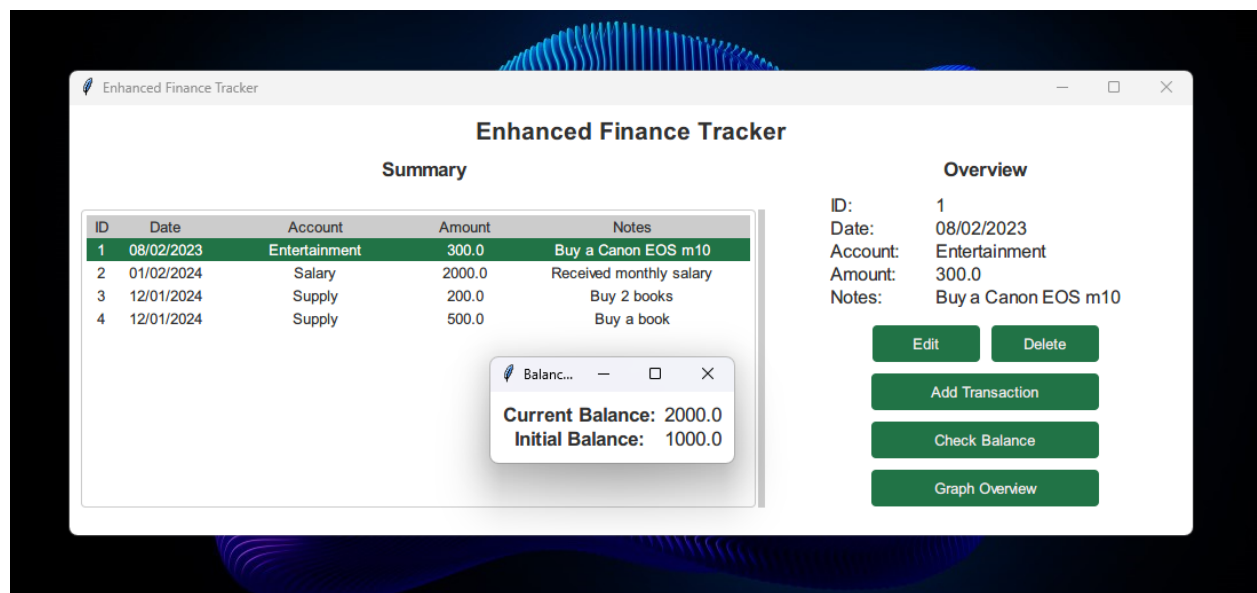 Enhanced Finance Tracker
Enhanced Finance Tracker
Summary
ID Date Account Amount Notes
1 08/02/2023 Entertainment 300.0 Buy a Canon EOS m10
2 01/02/2024 Salary 2000.0 Received monthly salary
3 12/01/2024 Supply 200.0 Buy 2 books
4 12/01/2024 Supply 500.0 Buy a book
Balanc...
Current Balance: 2000.0
Initial Balance: 1000.0
Overview
ID: 1
Date: 08/02/2023
Account: Entertainment
Amount: 300.0
Notes: Buy a Canon EOS m10
Edit Delete
Add Transaction
Check Balance
Graph Overview